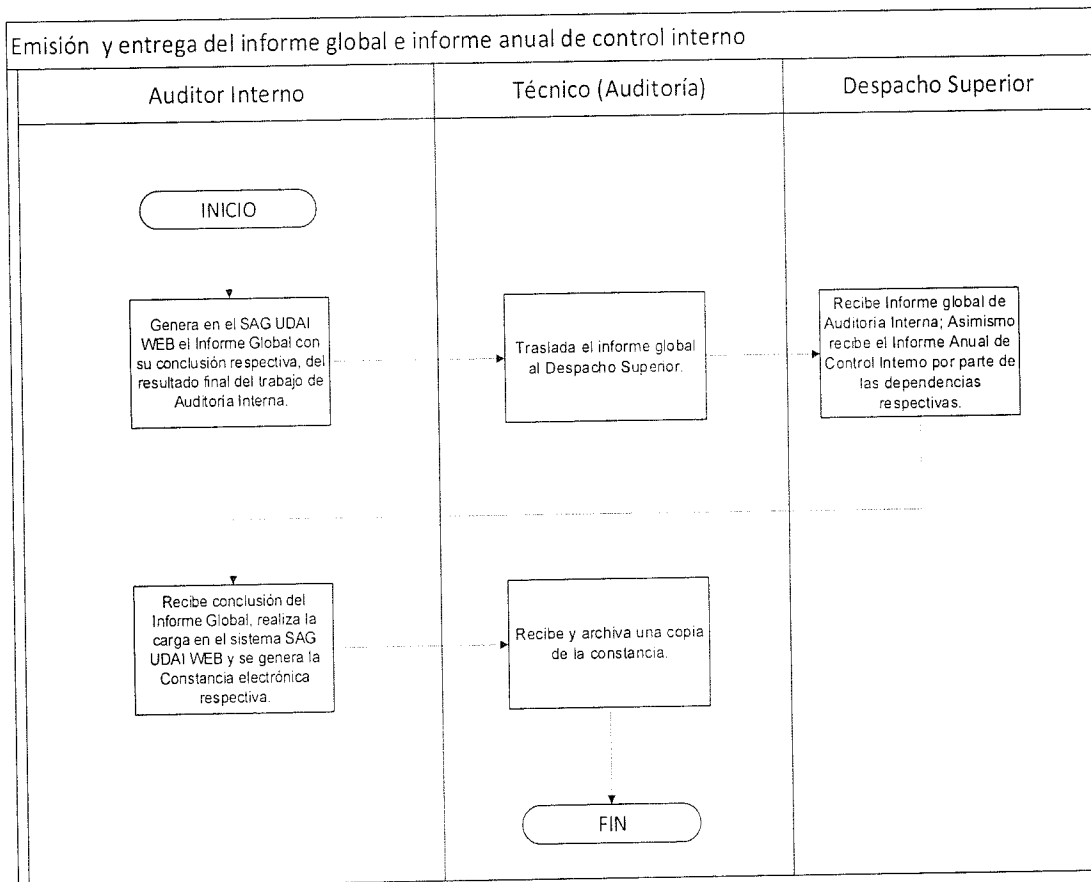 Emisión y entrega del informe global e informe anual de control interno
Auditor Interno
Técnico (Auditoría)
Despacho Superior
INICIO
Genera en el SAG UDAI
WEB el Informe Global con
su conclusión respectiva, del
resultado final del trabajo de
Auditoria Interna.
Traslada el informe global
al Despacho Superior.
Recibe Informe global de
Auditoria Interna; Asimismo
recibe el Informe Anual de
Control Interno por parte de
las dependencias
respectivas.
Recibe conclusión del
Informe Global, realiza la
carga en el sistema SAG
UDAI WEB y se genera la
Constancia electrónica
respectiva.
Recibe y archiva una copia
de la constancia.
FIN